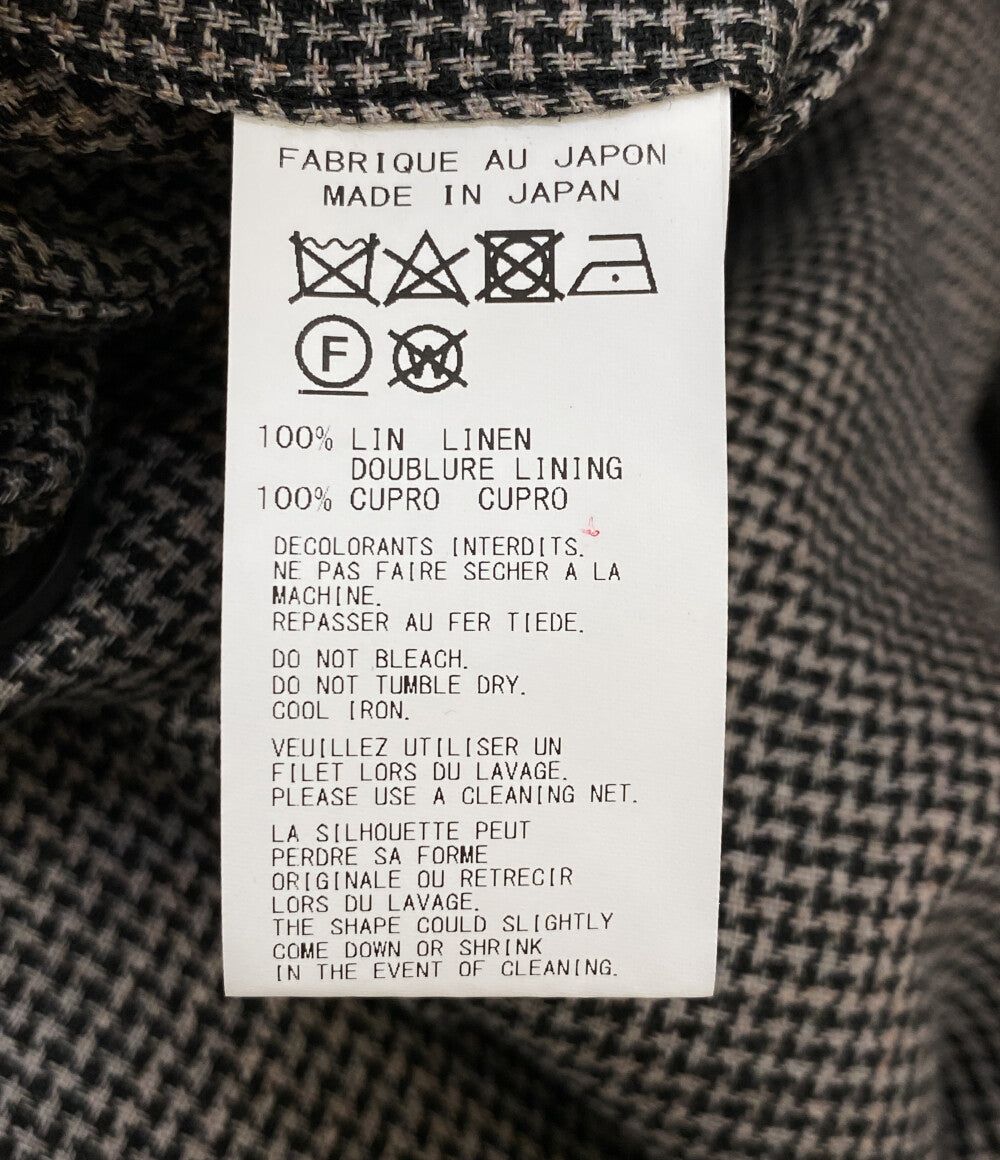 FABRIQUE AU JAPON
MADE IN JAPAN
F W
100% LIN LINEN
DOUBLURE LINING
100% CUPRO CUPRO
DECOLORANTS INTERDITS.
NE PAS FAIRE SECHER A LA
MACHINE.
REPASSER AU FER TIEDE.
DO NOT BLEACH.
DO NOT TUMBLE DRY.
COOL IRON.
VEUILLEZ UTILISER UN
FILET LORS DU LAVAGE.
PLEASE USE A CLEANING NET.
LA SILHOUETTE PEUT
PERDRE SA FORME
ORIGINALE OU RETRECIR
LORS DU LAVAGE.
THE SHAPE COULD SLIGHTLY
COME DOWN OR SHRINK
IN THE EVENT OF CLEANING.